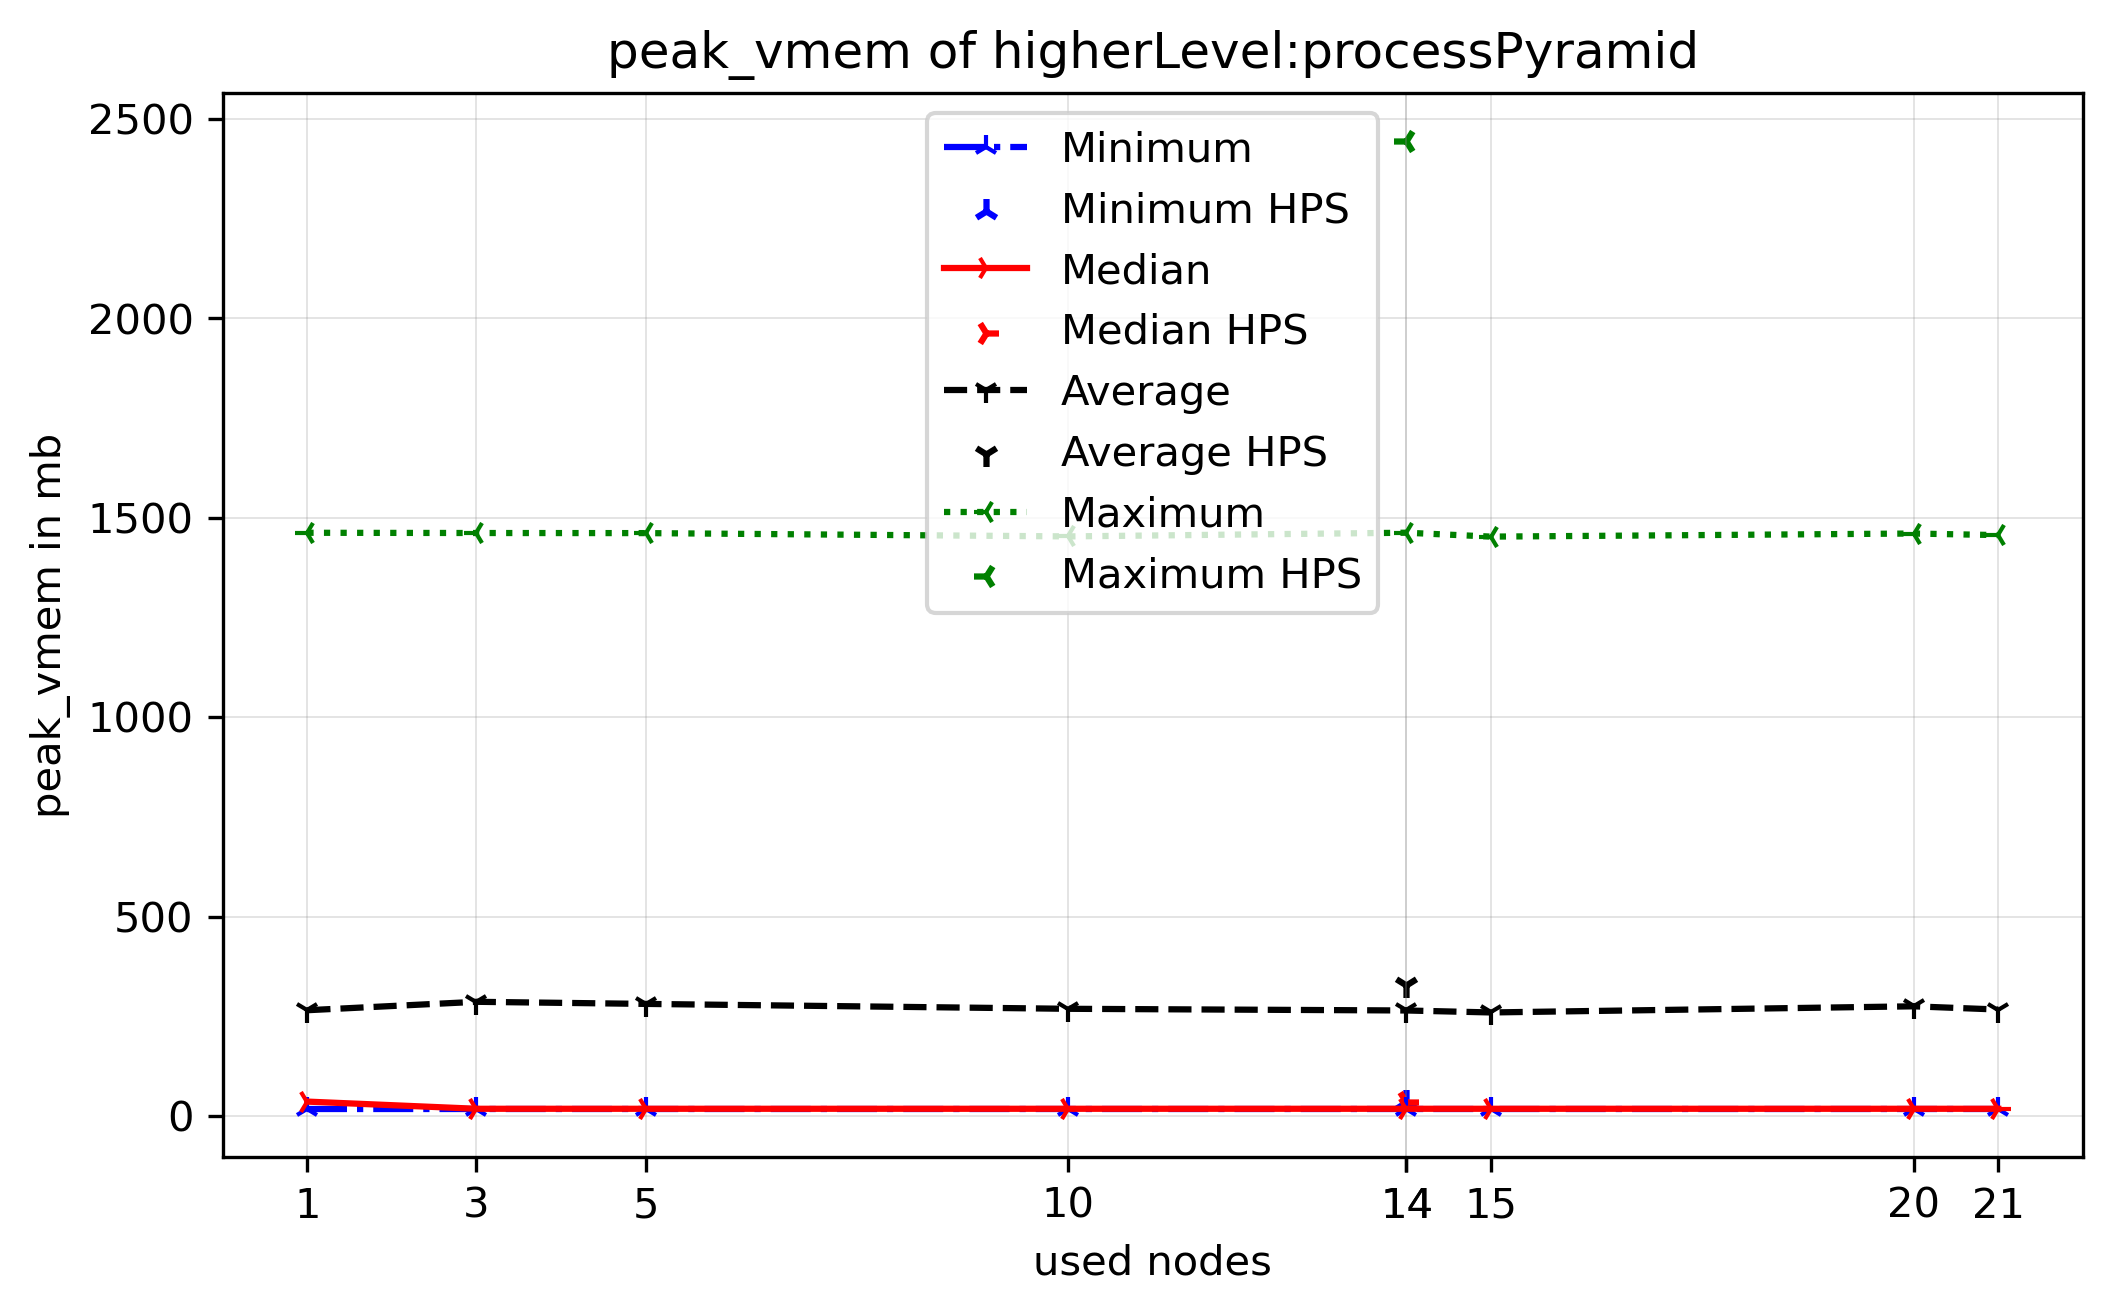 peak_vmem of higherLevel:processPyramid
peak_vmem in mb
2500
2000
1500
1000
500
0
Minimum
Minimum HPS
Median
Median HPS
Average
Average HPS
Maximum
Maximum HPS
1 3 5 10 14 15 20 21
used nodes